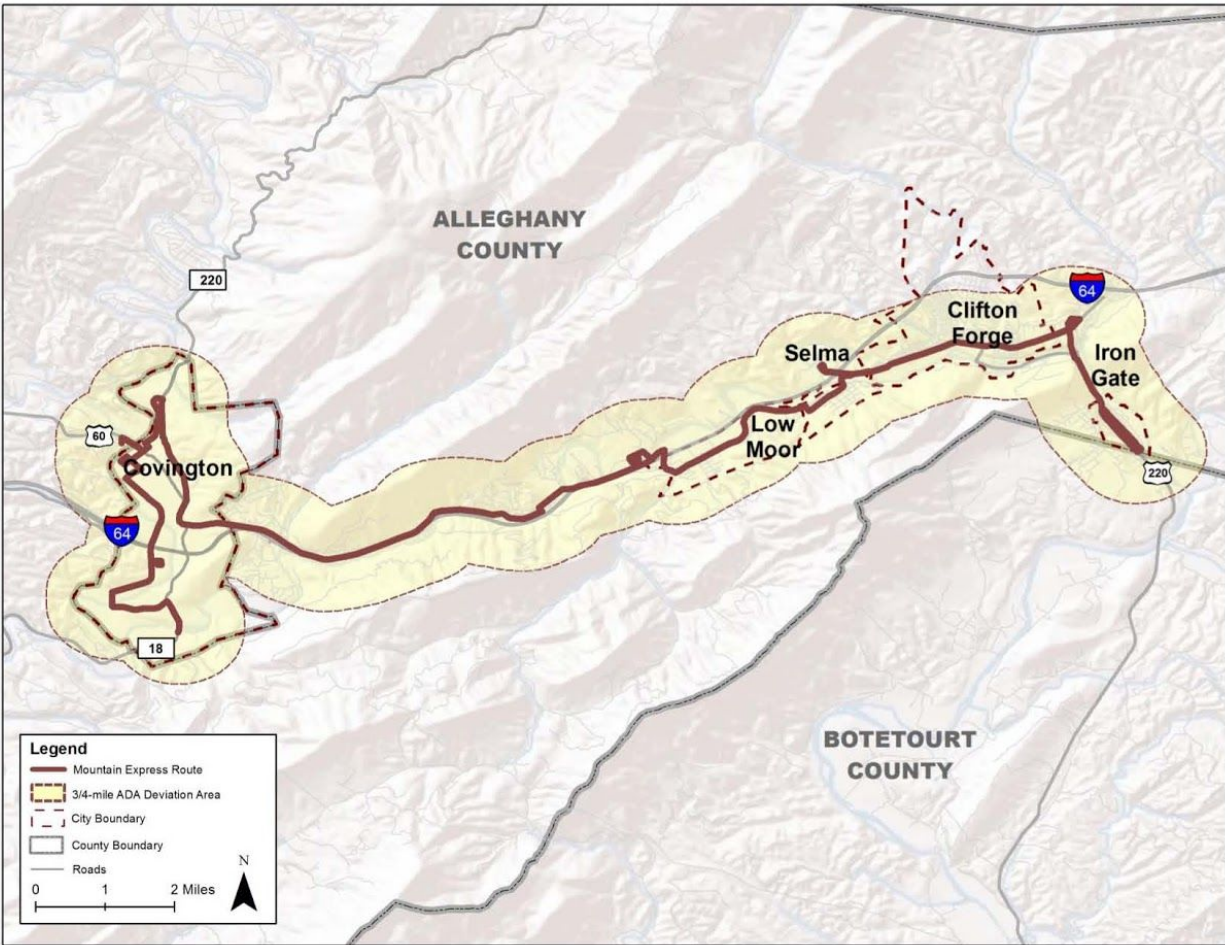 ALLEGHANY
COUNTY
220
64
Clifton
Forge
Selma
Iron
Gate
Low
Moor
60
Covington
220
64
18
BOTETOURT
COUNTY
Legend
Mountain Express Route
3/4-mile ADA Deviation Area
City Boundary
County Boundary
Roads
N
0 1 2 Miles